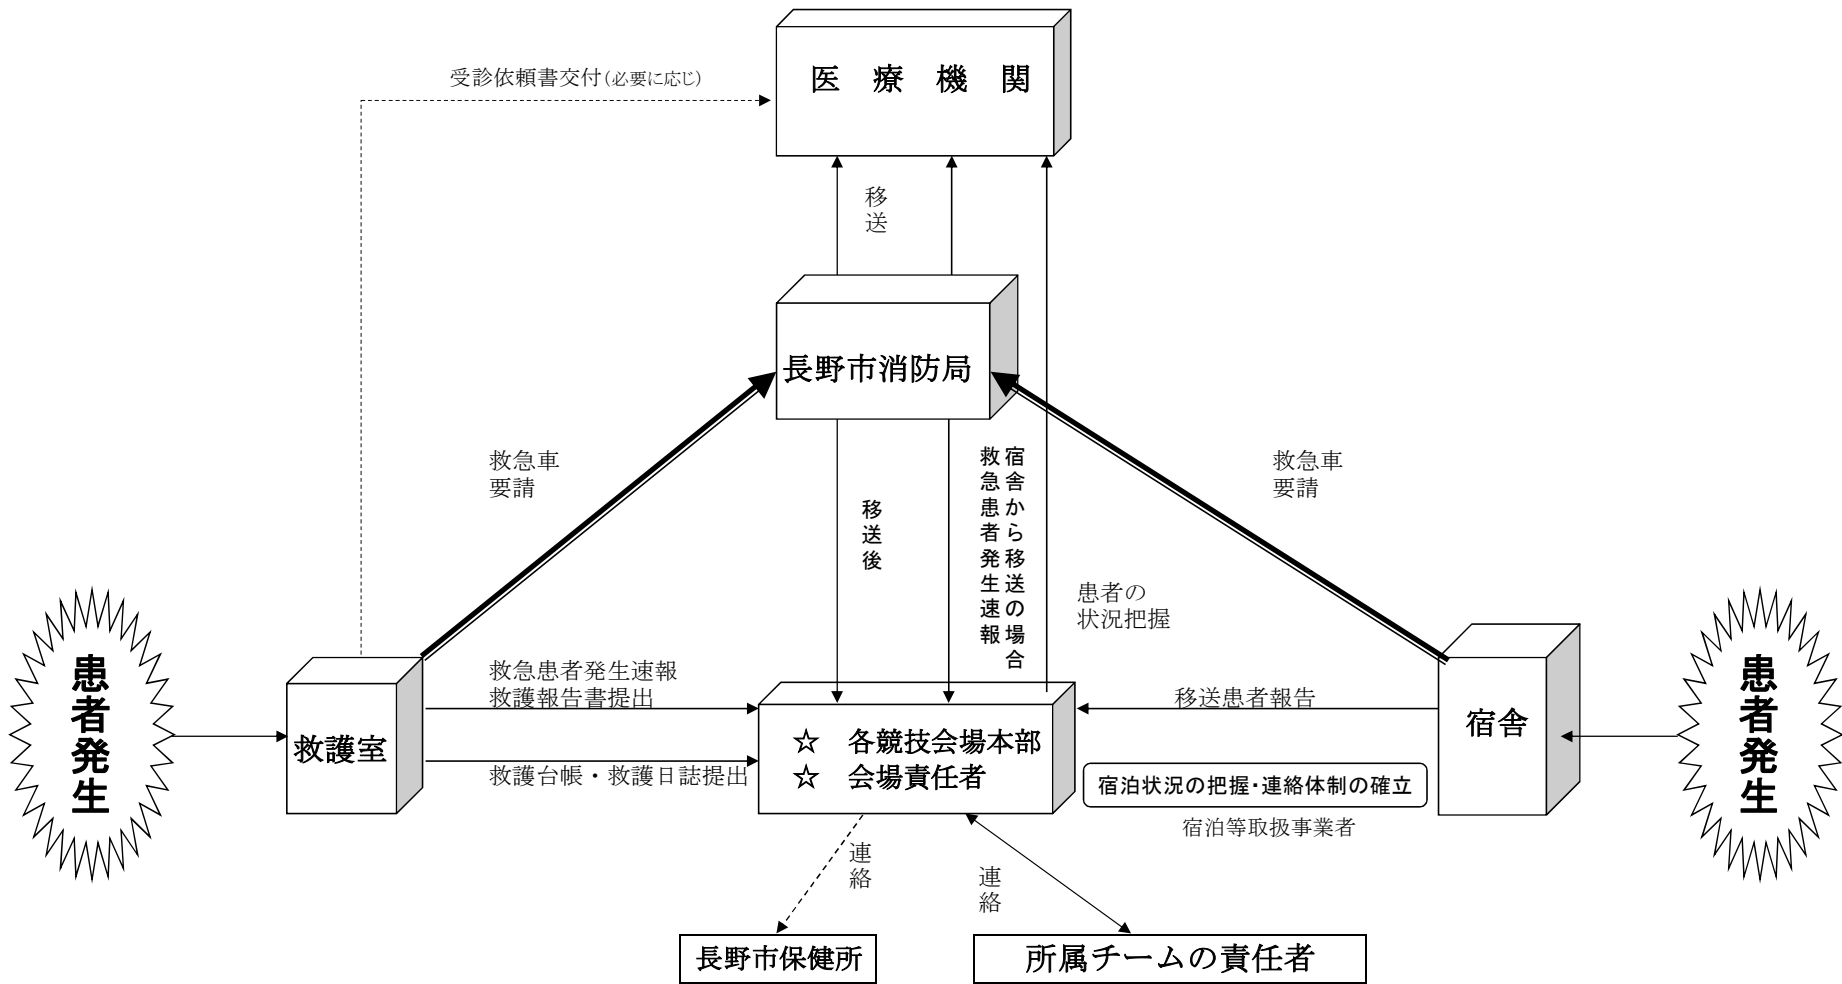 受診依頼書交付(必要に応じ)
医　療　機　関
移送
長野市消防局
救急車
要請
救急車
要請
移送後
宿舎から移送の場合
救急患者発生速報
患者の
状況把握
患者発生
救護室
救急患者発生速報
救護報告書提出
救護台帳・救護日誌提出
☆　各競技会場本部
☆　会場責任者
移送患者報告
宿泊状況の把握・連絡体制の確立
宿泊等取扱事業者
宿舎
患者発生
連絡
連絡
長野市保健所
所属チームの責任者